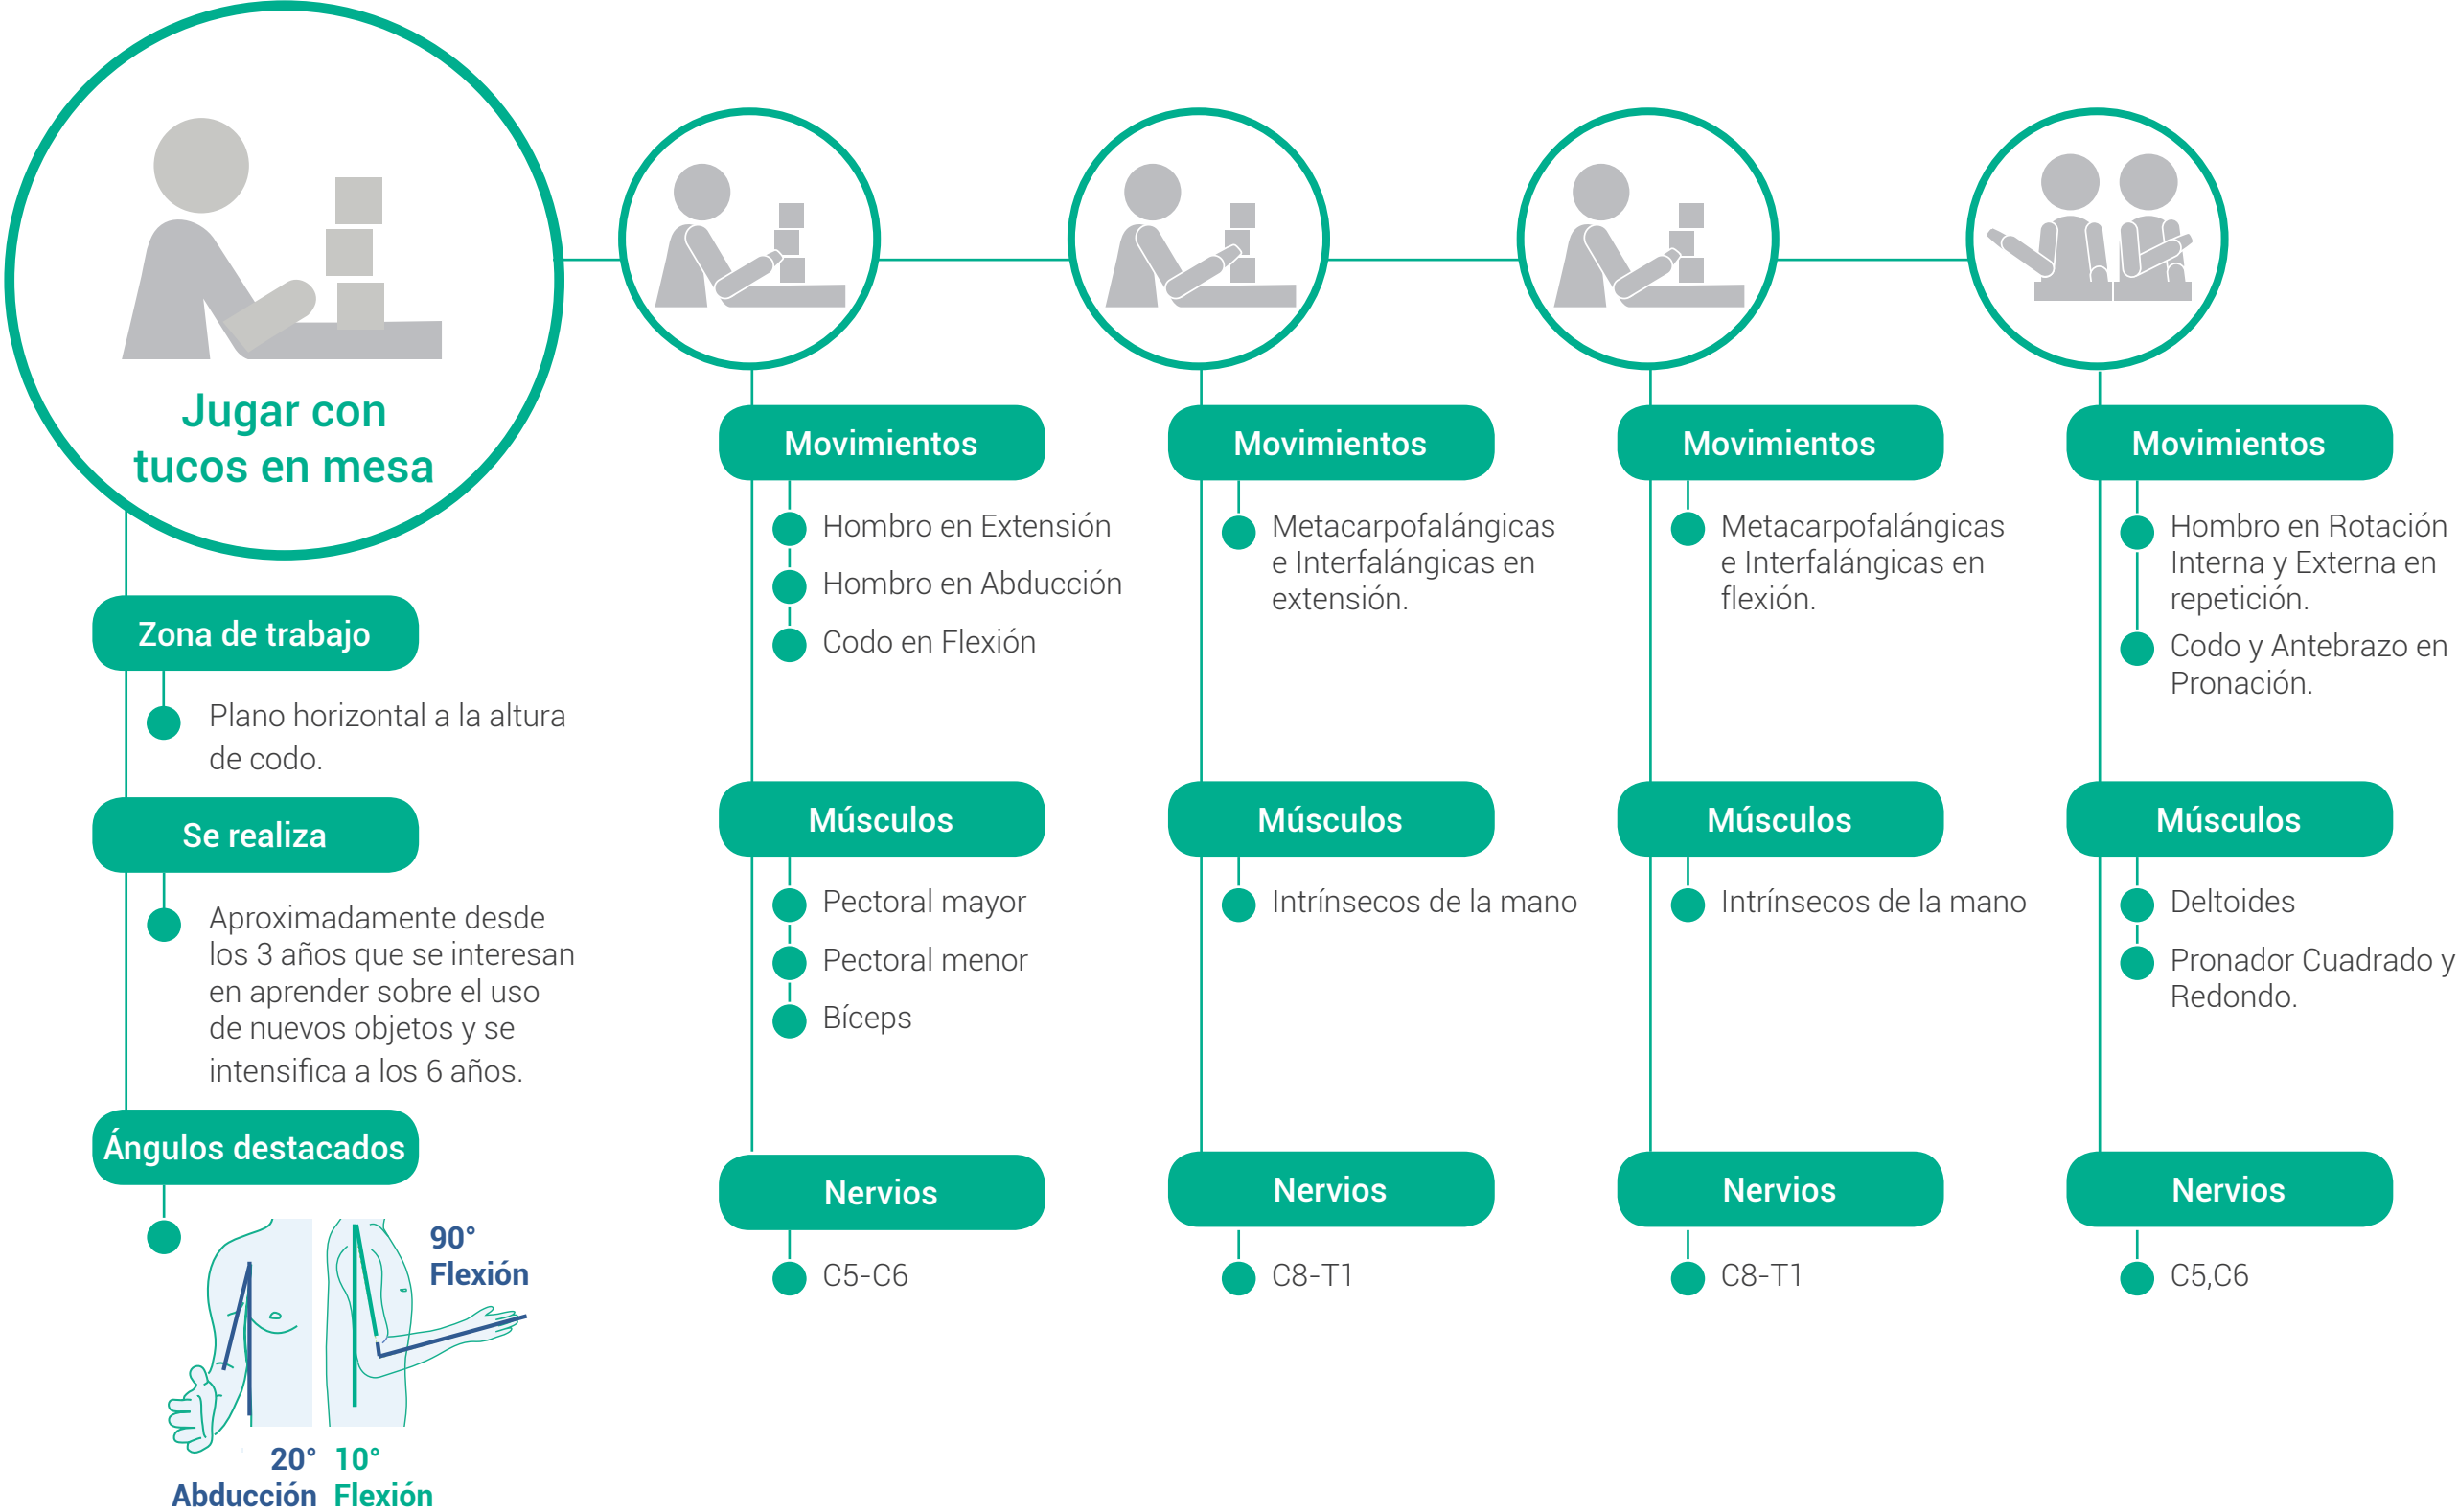 Jugar con
tucos en mesa
Zona de trabajo
Plano horizontal a la altura
de codo.
Se realiza
Aproximadamente desde
los 3 años que se interesan
en aprender sobre el uso
de nuevos objetos y se
intensifica a los 6 años.
Ángulos destacados
90°
Flexión
20°
Abducción
10°
Flexión
Movimientos
Hombro en Extensión
Hombro en Abducción
Codo en Flexión
Músculos
Pectoral mayor
Pectoral menor
Bíceps
Nervios
C5-C6
Movimientos
Metacarpofalángicas
e Interfalángicas en
extensión.
Músculos
Intrínsecos de la mano
Nervios
C8-T1
Movimientos
Metacarpofalángicas
e Interfalángicas en
flexión.
Músculos
Intrínsecos de la mano
Nervios
C8-T1
Movimientos
Hombro en Rotación
Interna y Externa en
repetición.
Codo y Antebrazo en
Pronación.
Músculos
Deltoides
Pronador Cuadrado y
Redondo.
Nervios
C5,C6